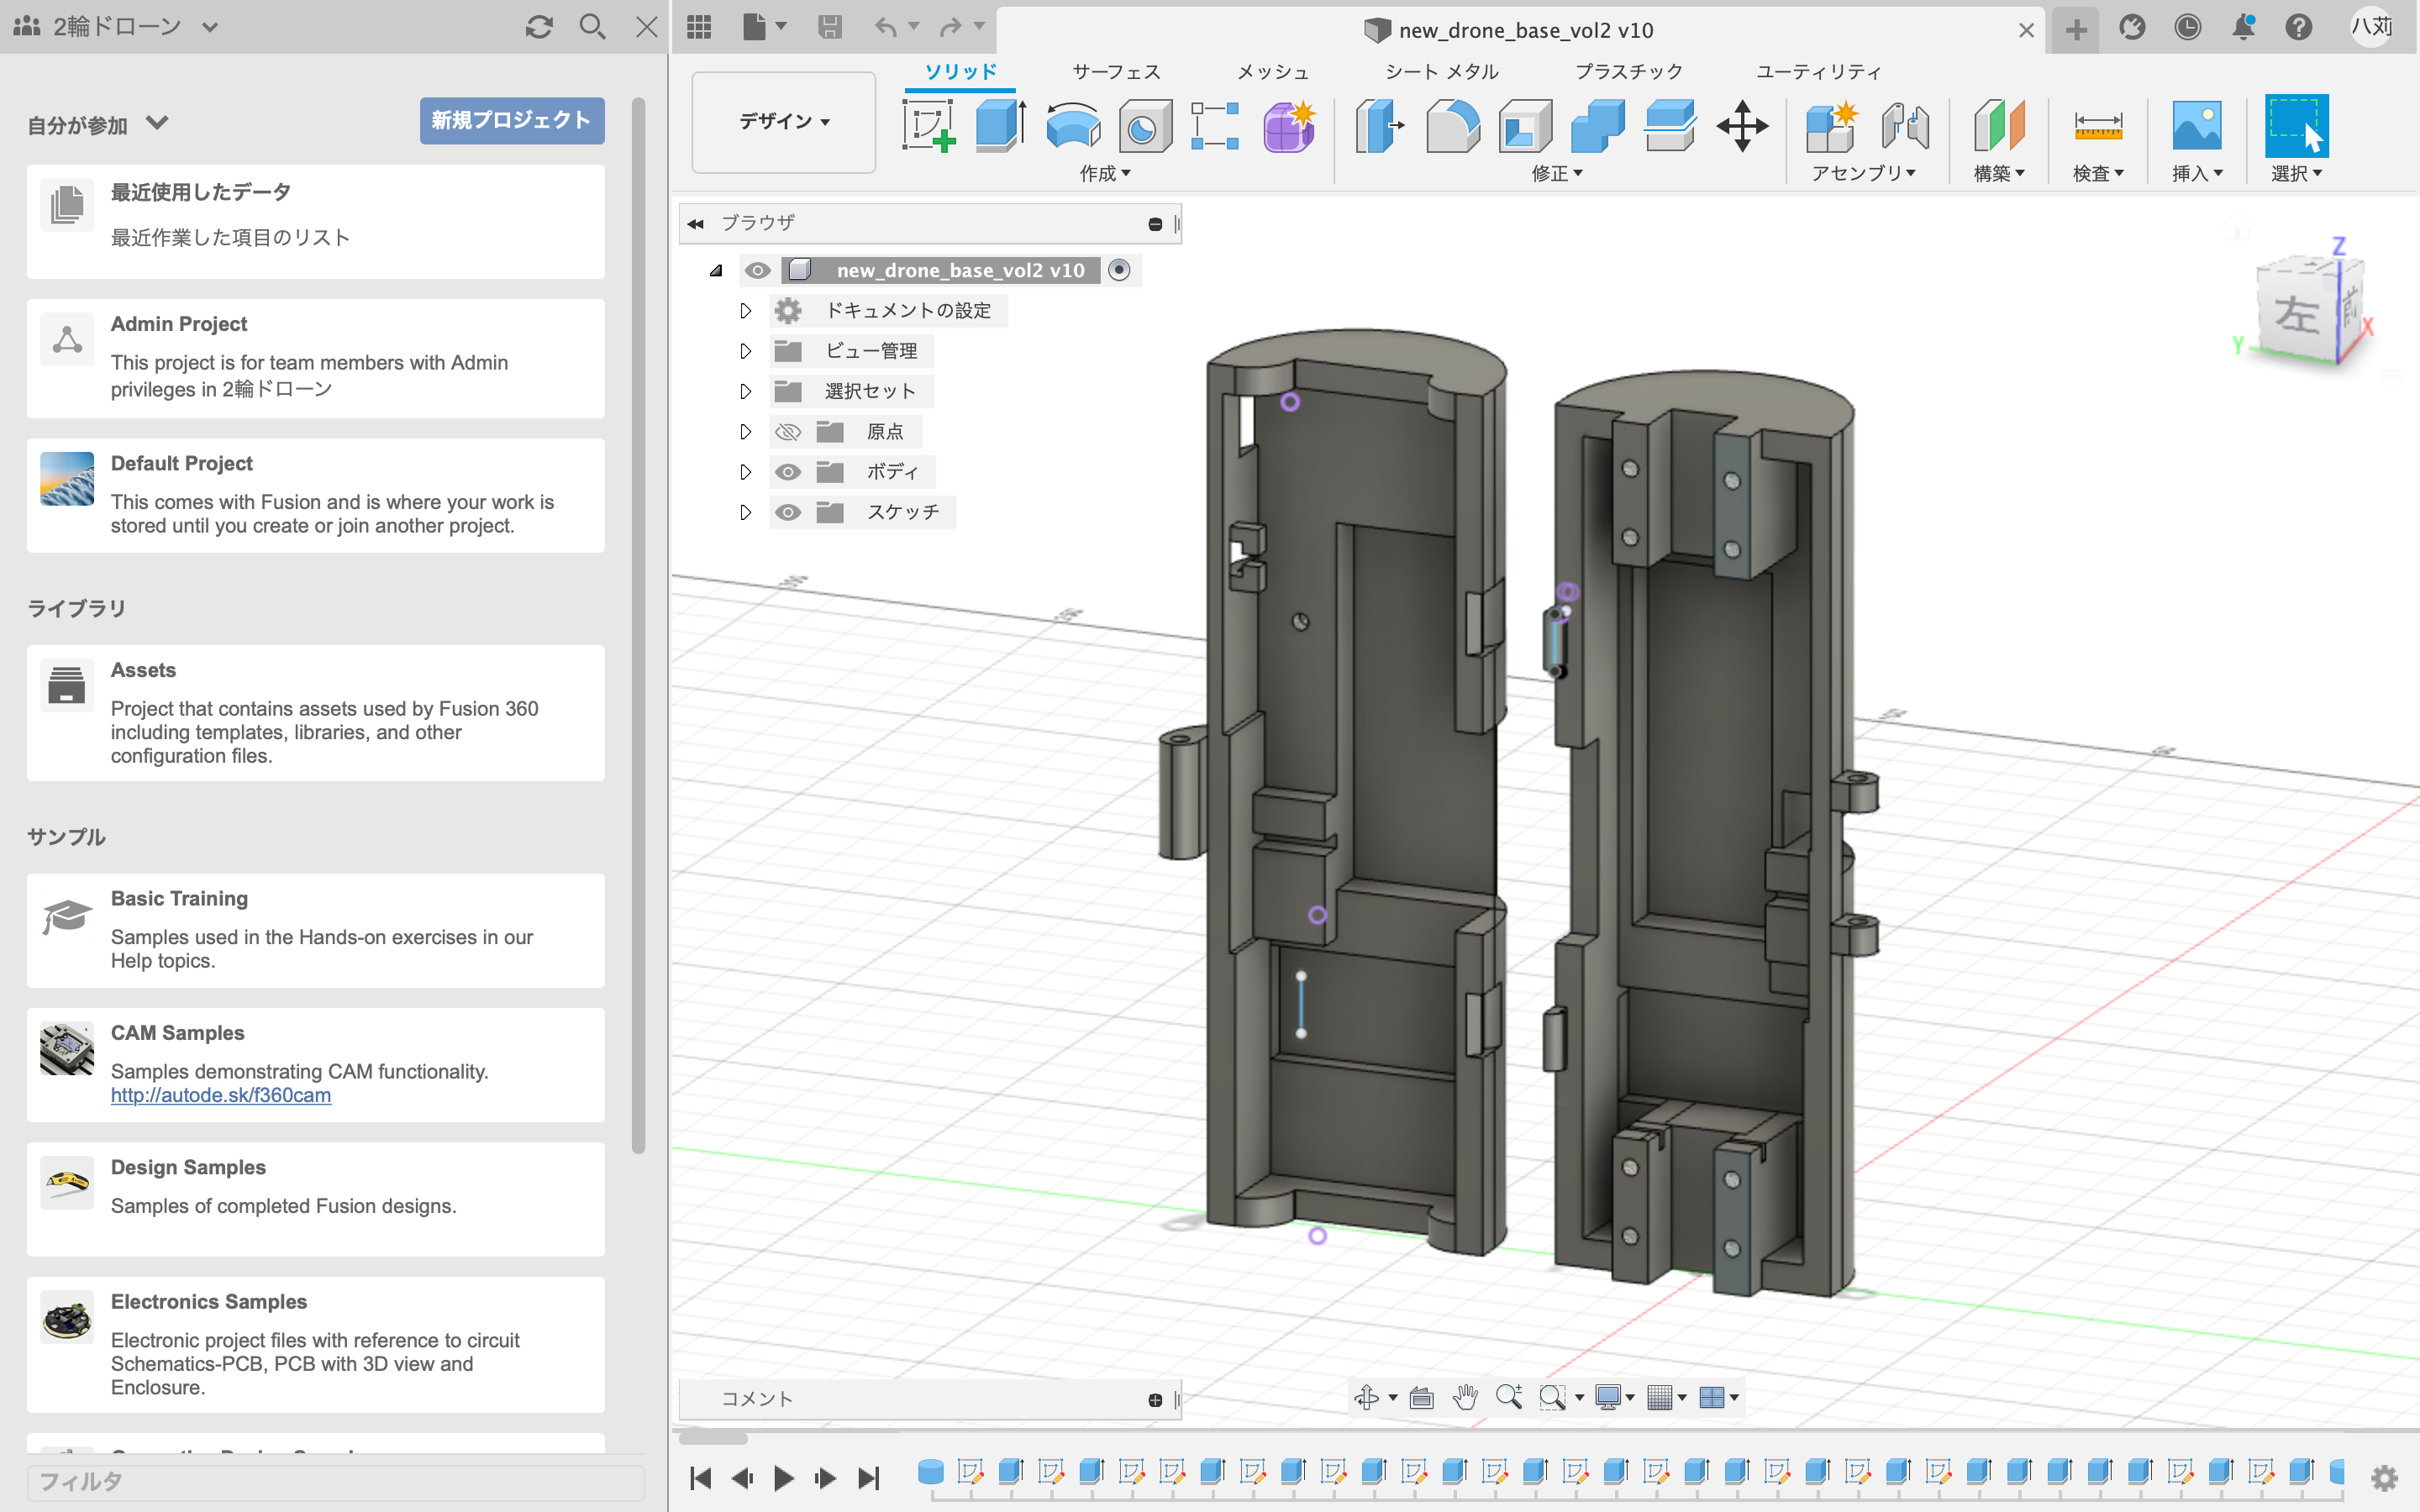 2輪ドローン
new_drone_base_vol2 v10
八苅
自分が参加
新規プロジェクト
最近使用したデータ
最近作業した項目のリスト
Admin Project
This project is for team members with Admin
privileges in 2輪ドローン
Default Project
This comes with Fusion and is where your work is
stored until you create or join another project.
ライブラリ
Assets
Project that contains assets used by Fusion 360
including templates, libraries, and other
configuration files.
サンプル
Basic Training
Samples used in the Hands-on exercises in our
Help topics.
CAM Samples
Samples demonstrating CAM functionality.
http://autode.sk/f360cam
Design Samples
Samples of completed Fusion designs.
Electronics Samples
Electronic project files with reference to circuit
Schematics-PCB, PCB with 3D view and
Enclosure.
フィルタ
デザイン
ソリッド
サーフェス
メッシュ
シート メタル
プラスチック
ユーティリティ
作成
修正
アセンブリ
構築
検査
挿入
選択
ブラウザ
new_drone_base_vol2 v10
ドキュメントの設定
ビュー管理
選択セット
原点
ボディ
スケッチ
Z
左
前
X
Y
コメント